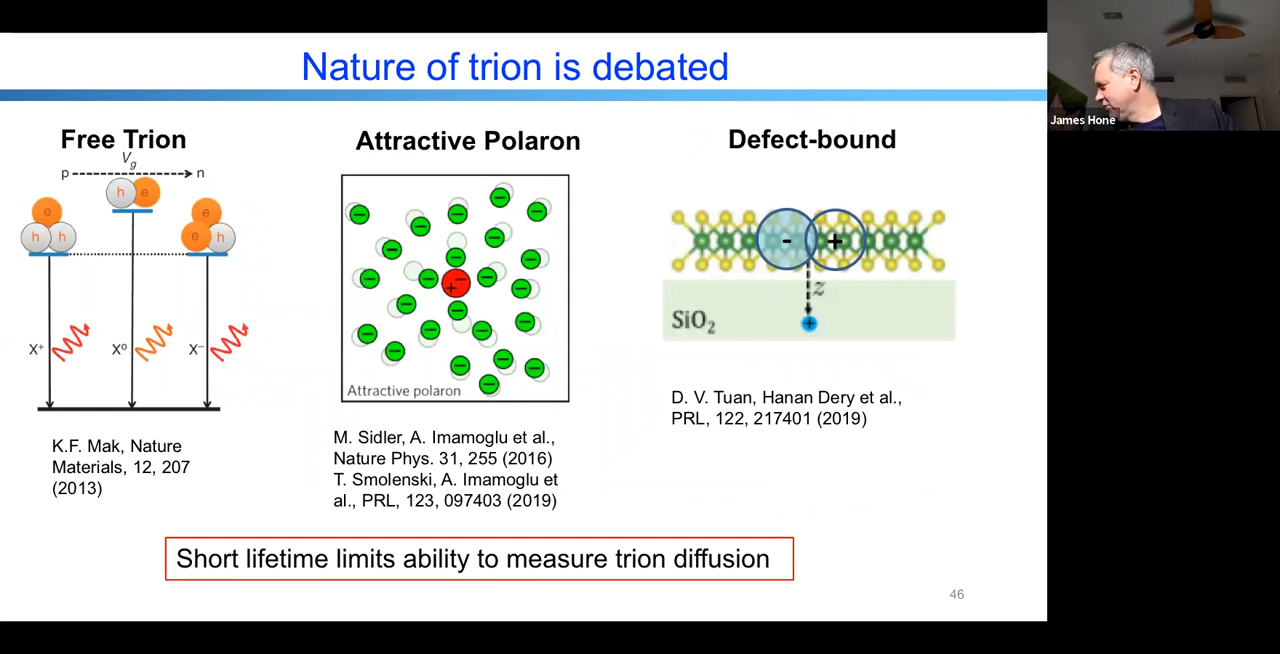 Nature of trion is debated
James Hone
Free Trion
Vg
p
n
h
e
e
h
h
e
e
h
X+
X⁰
X⁻
K.F. Mak, Nature
Materials, 12, 207
(2013)
Attractive Polaron
+ −
Attractive polaron
M. Sidler, A. Imamoglu et al.,
Nature Phys. 31, 255 (2016)
T. Smolenski, A. Imamoglu et
al., PRL, 123, 097403 (2019)
Defect-bound
- +
z
SiO₂
+
D. V. Tuan, Hanan Dery et al.,
PRL, 122, 217401 (2019)
Short lifetime limits ability to measure trion diffusion
46